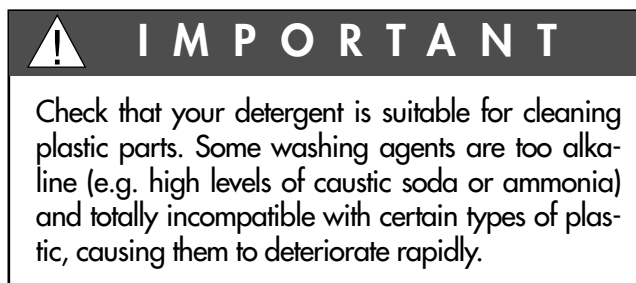 IMPORTANT
Check that your detergent is suitable for cleaning
plastic parts. Some washing agents are too alka-
line (e.g. high levels of caustic soda or ammonia)
and totally incompatible with certain types of plas-
tic, causing them to deteriorate rapidly.